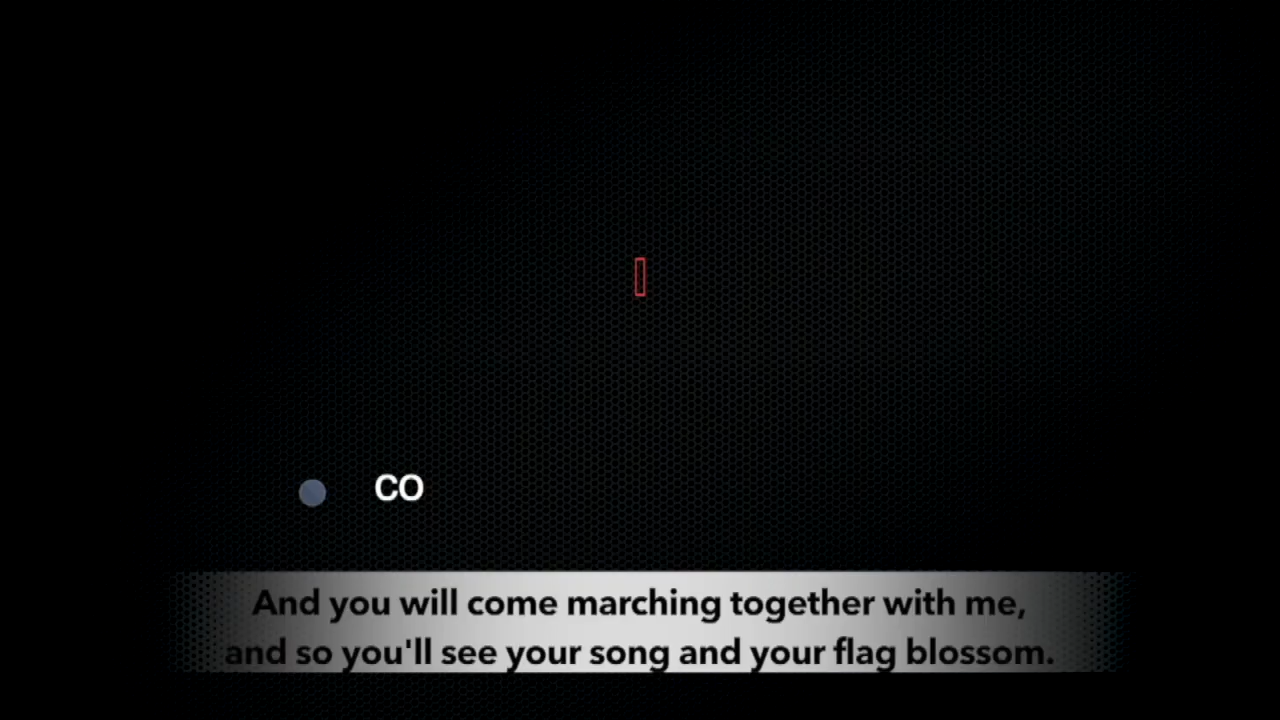 CO
And you will come marching together with me,
and so you'll see your song and your flag blossom.